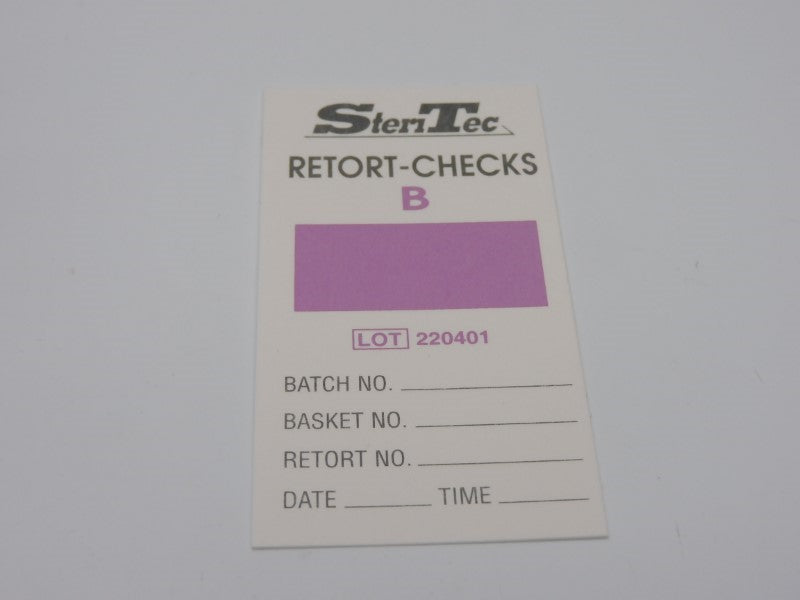 SteriTec
RETORT-CHECKS
B
LOT 220401
BATCH NO.
BASKET NO.
RETORT NO.
DATE TIME